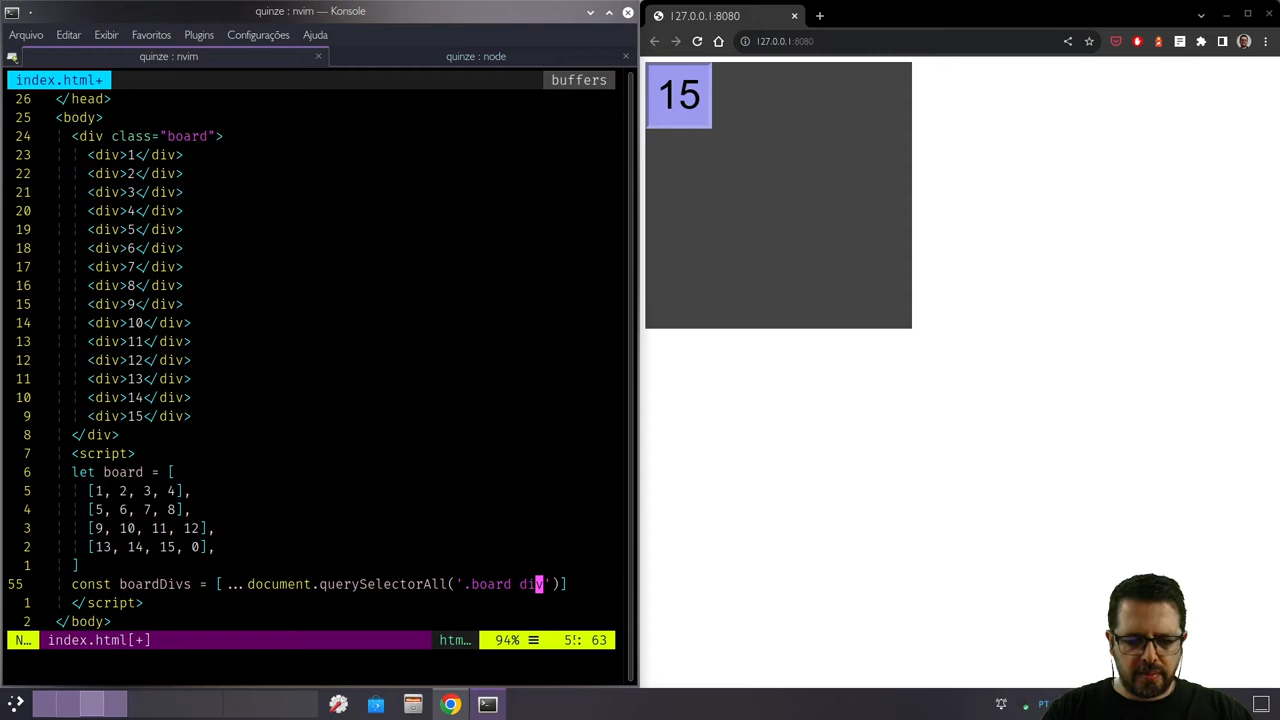 quinze : nvim — Konsole
Arquivo Editar Exibir Favoritos Plugins Configurações Ajuda
quinze : nvim
quinze : node
index.html+
buffers
26 </head>
25 <body>
24 <div class="board">
23 <div>1</div>
22 <div>2</div>
21 <div>3</div>
20 <div>4</div>
19 <div>5</div>
18 <div>6</div>
17 <div>7</div>
16 <div>8</div>
15 <div>9</div>
14 <div>10</div>
13 <div>11</div>
12 <div>12</div>
11 <div>13</div>
10 <div>14</div>
9 <div>15</div>
8 </div>
7 <script>
6 let board = [
5 [1, 2, 3, 4],
4 [5, 6, 7, 8],
3 [9, 10, 11, 12],
2 [13, 14, 15, 0],
1 ]
55 const boardDivs = [...document.querySelectorAll('.board div')]
1 </script>
2 </body>
N… index.html[+] htm… 94% ☰ 55: 63
127.0.0.1:8080
127.0.0.1:8080
15
PT